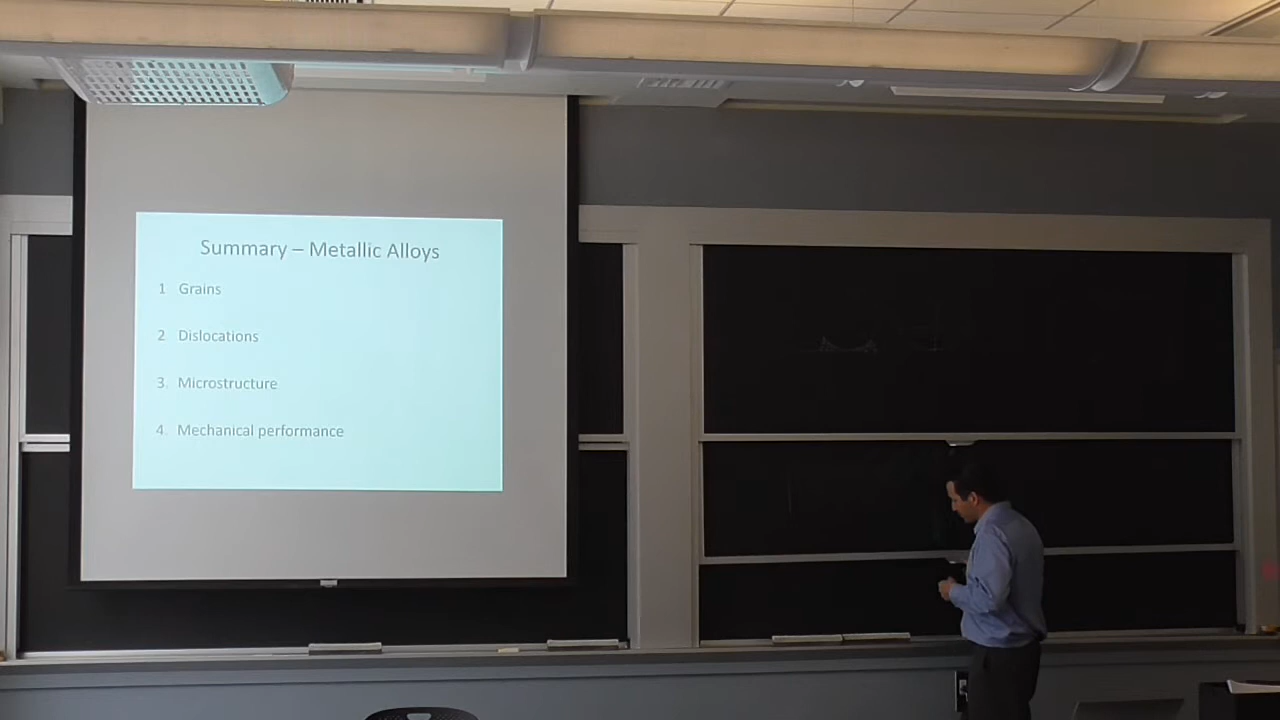 Summary – Metallic Alloys
1 Grains
2 Dislocations
3. Microstructure
4. Mechanical performance